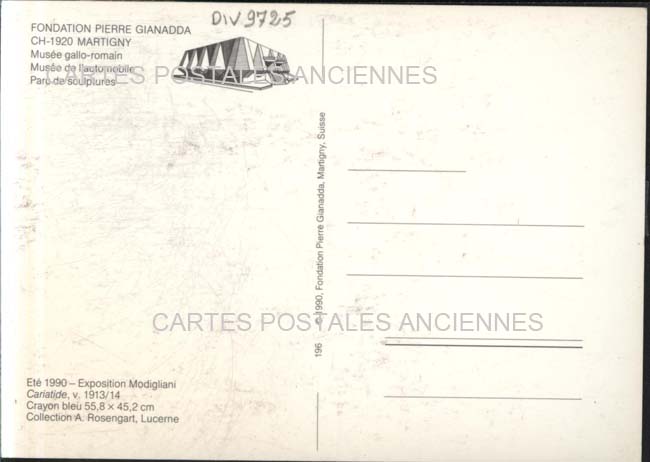 DIV 9725
FONDATION PIERRE GIANADDA
CH-1920 MARTIGNY
Musée gallo-romain
Musée de l'automobile
Parc de sculptures
CARTES POSTALES ANCIENNES
196 © 1990, Fondation Pierre Gianadda, Martigny, Suisse
CARTES POSTALES ANCIENNES
Eté 1990 – Exposition Modigliani
Cariatide, v. 1913/14
Crayon bleu 55,8 × 45,2 cm
Collection A. Rosengart, Lucerne